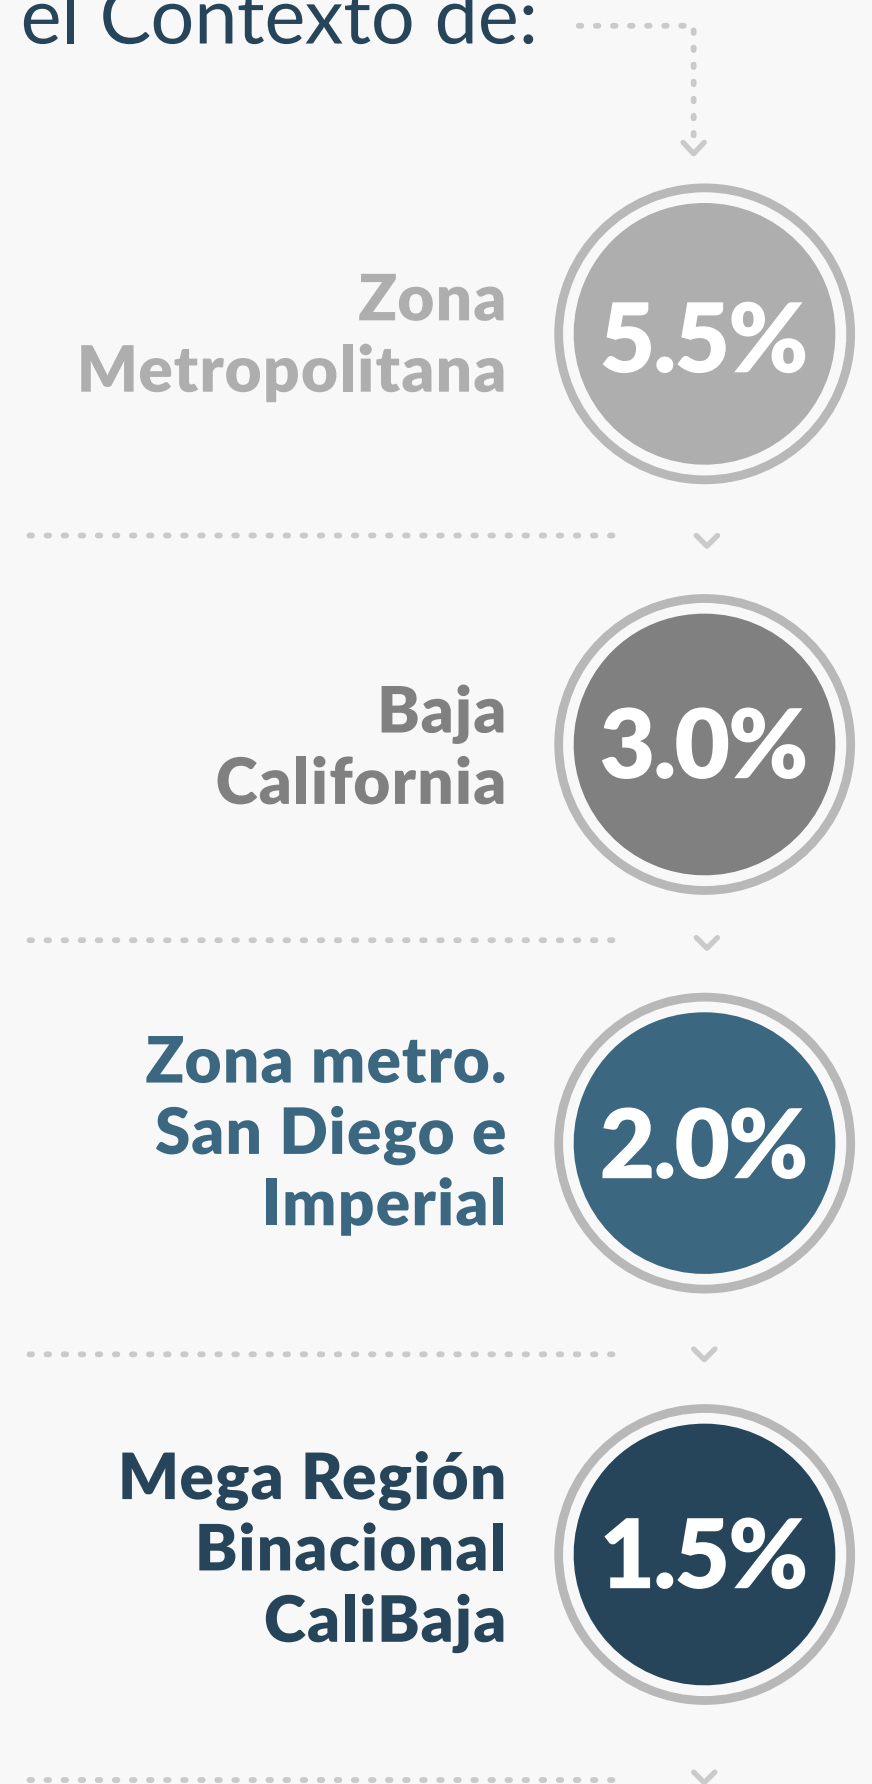 el Contexto de:
Zona
Metropolitana
5.5%
Baja
California
3.0%
Zona metro.
San Diego e
Imperial
2.0%
Mega Región
Binacional
CaliBaja
1.5%